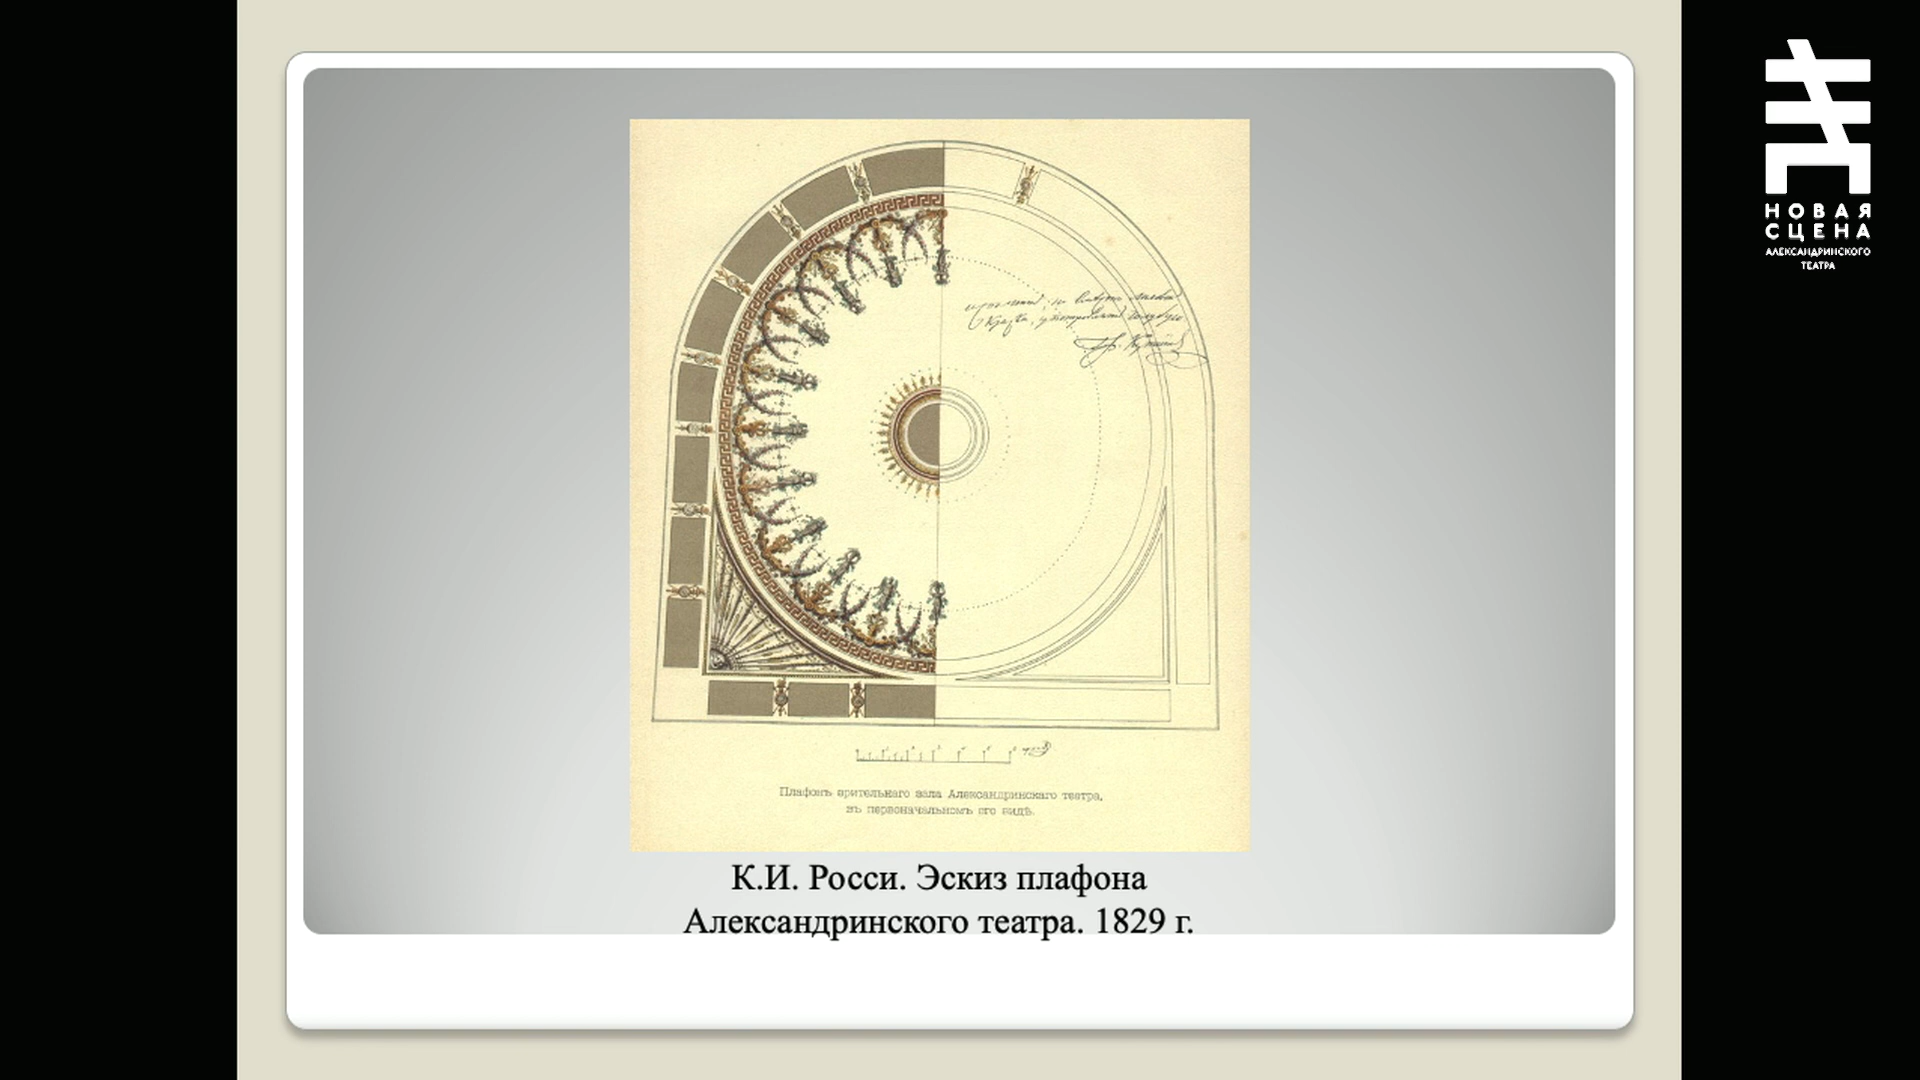 НОВАЯ
СЦЕНА
АЛЕКСАНДРИНСКОГО
ТЕАТРА
Плафонъ зрительнаго зала Александринскаго театра,
въ первоначальномъ его видѣ.
К.И. Росси. Эскиз плафона
Александринского театра. 1829 г.